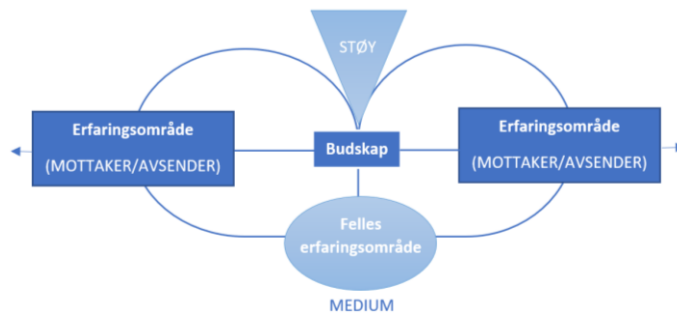 STØY
Erfaringsområde
(MOTTAKER/AVSENDER)
Budskap
Erfaringsområde
(MOTTAKER/AVSENDER)
Felles
erfaringsområde
MEDIUM